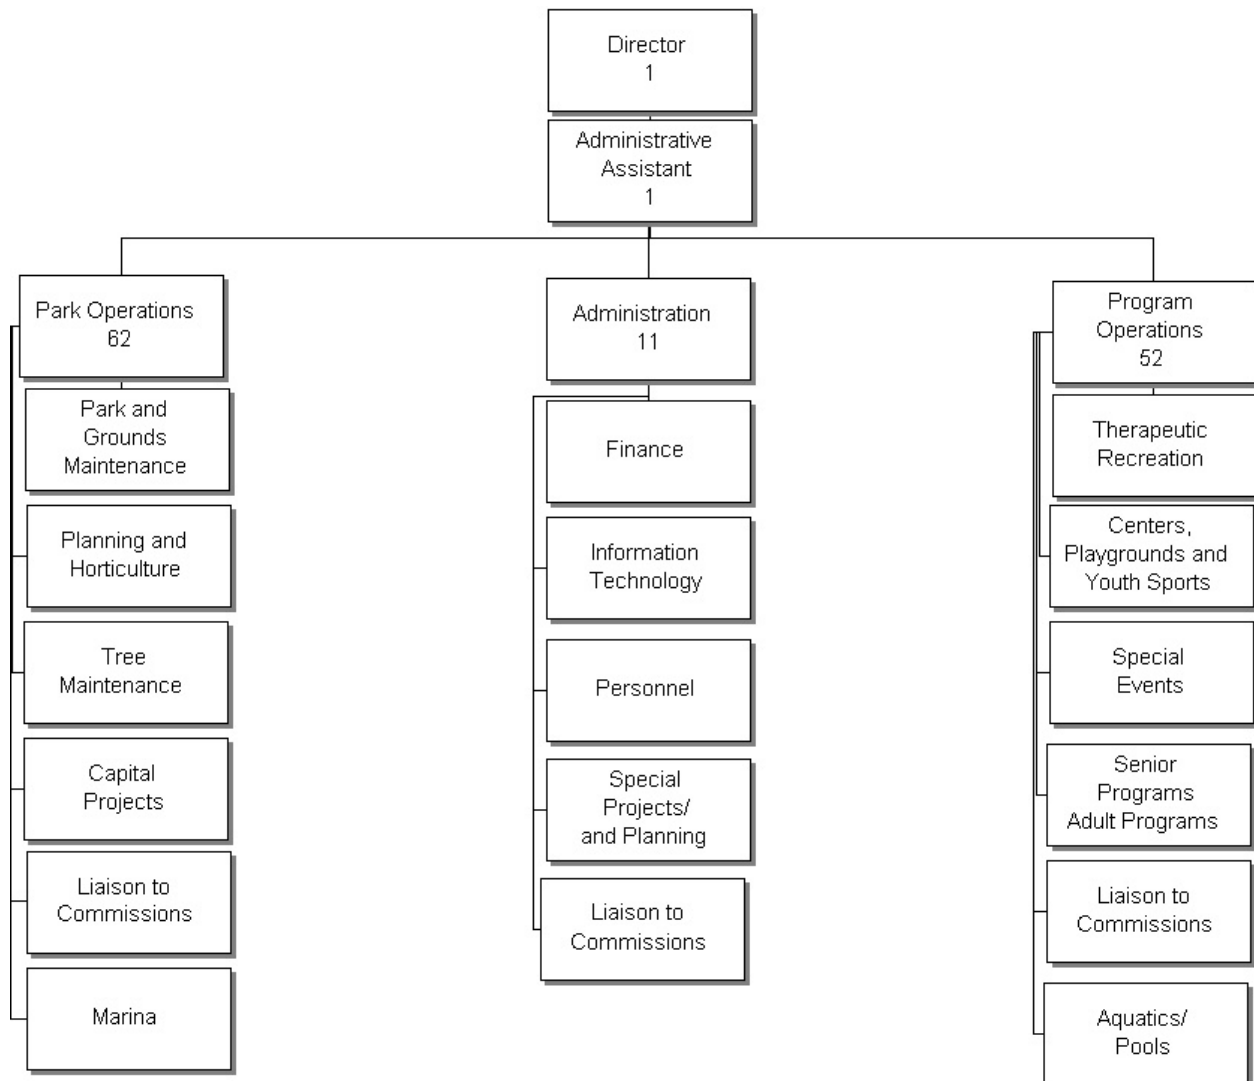 Director
1
Administrative
Assistant
1
Park Operations
62
Park and
Grounds
Maintenance
Planning and
Horticulture
Tree
Maintenance
Capital
Projects
Liaison to
Commissions
Marina
Administration
11
Finance
Information
Technology
Personnel
Special
Projects/
and Planning
Liaison to
Commissions
Program
Operations
52
Therapeutic
Recreation
Centers,
Playgrounds and
Youth Sports
Special
Events
Senior
Programs
Adult Programs
Liaison to
Commissions
Aquatics/
Pools